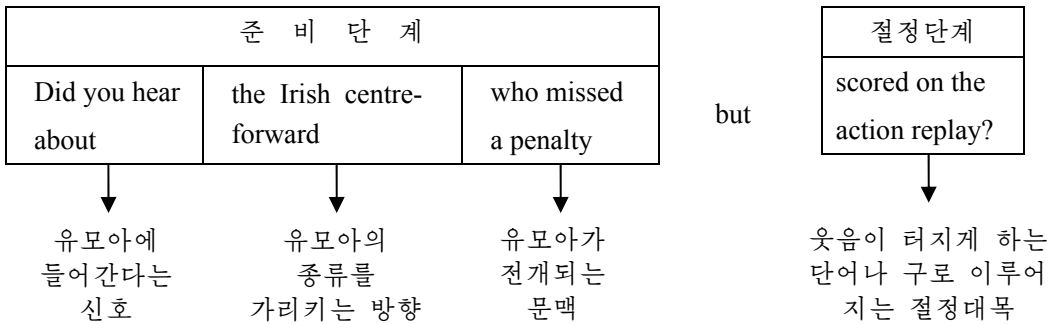 준 비 단 계
Did you hear
about
the Irish centre-
forward
who missed
a penalty
but
절정단계
scored on the
action replay?
유모아에
들어간다는
신호
유모아의
종류를
가리키는 방향
유모아가
전개되는
문맥
웃음이 터지게 하는
단어나 구로 이루어
지는 절정대목